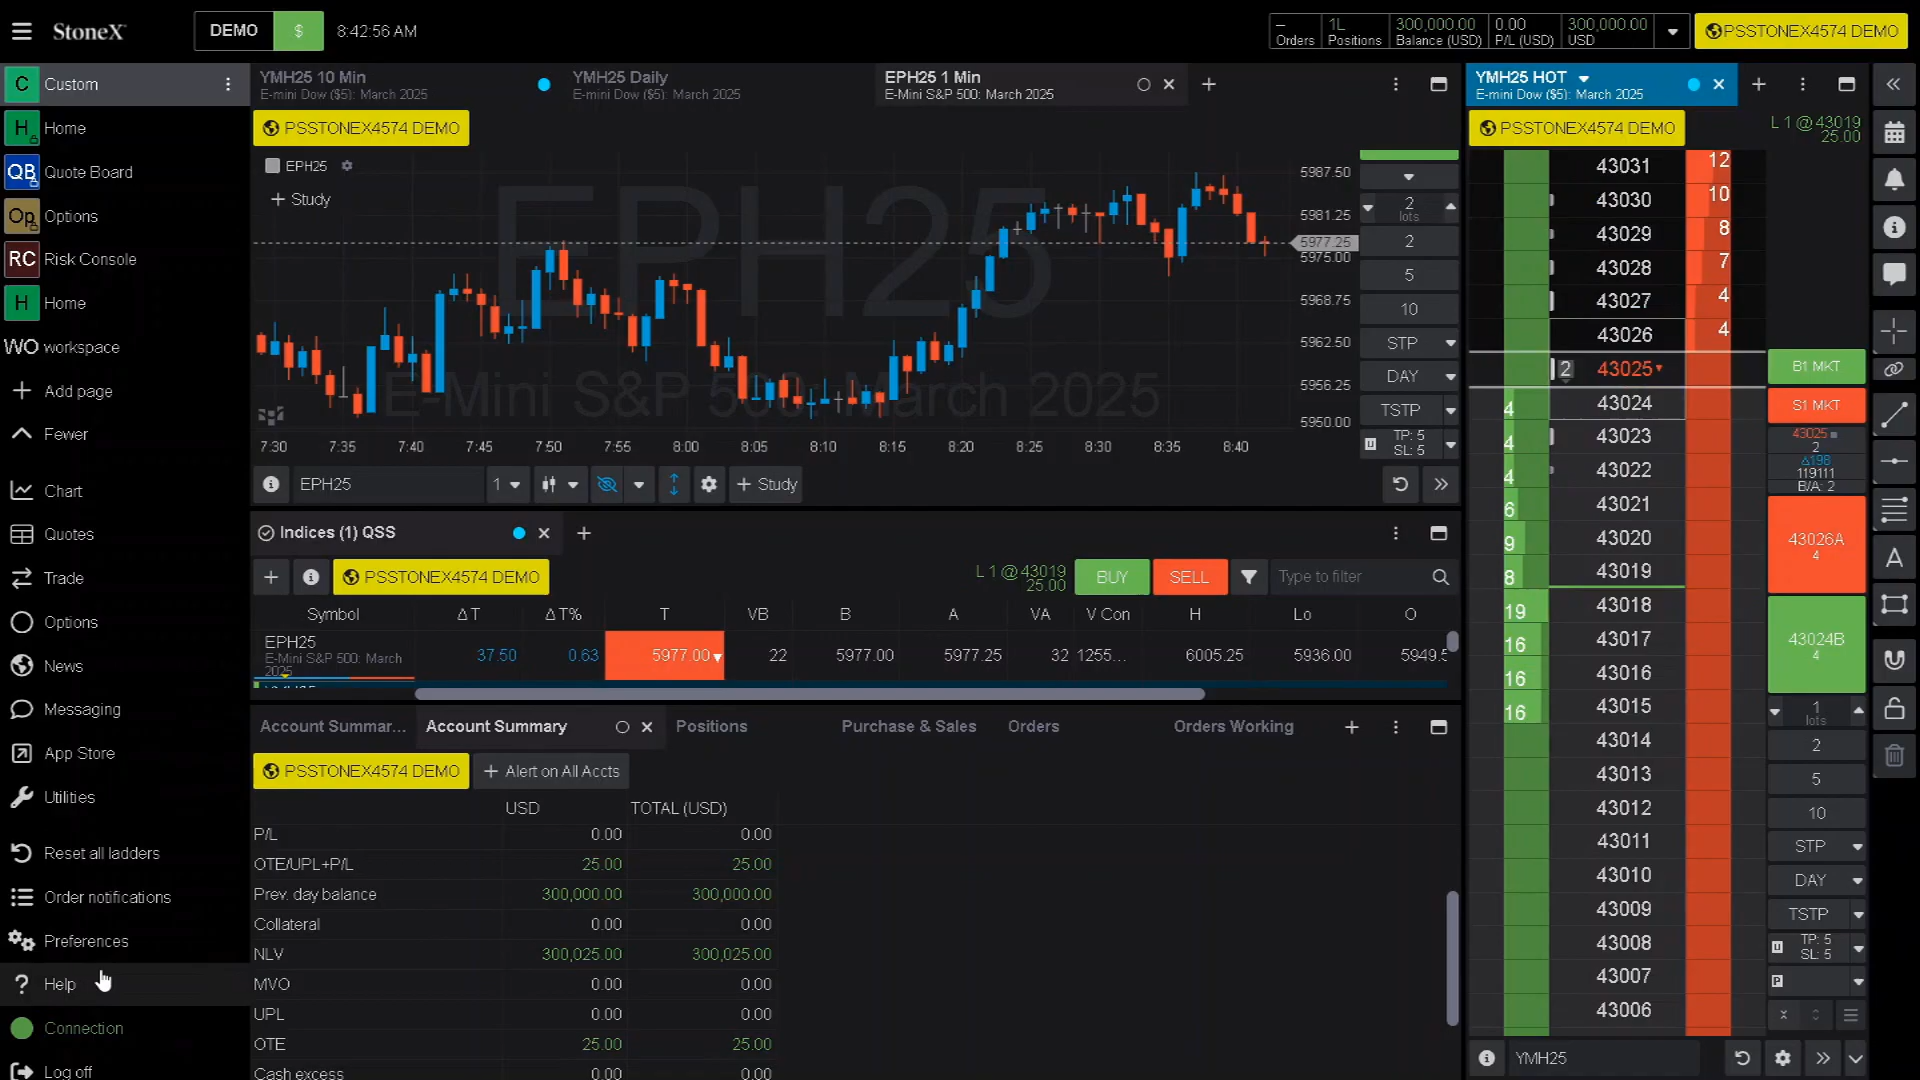 StoneX
DEMO $ 8:42:56 AM
– 1L 300,000.00 0.00 300,000.00
Orders Positions Balance (USD) P/L (USD) USD
PSSTONEX4574 DEMO
C Custom
H Home
QB Quote Board
Op Options
RC Risk Console
H Home
WO workspace
Add page
Fewer
Chart
Quotes
Trade
Options
News
Messaging
App Store
Utilities
Reset all ladders
Order notifications
Preferences
Help
Connection
Log off
YMH25 10 Min
E-mini Dow ($5): March 2025
YMH25 Daily
E-mini Dow ($5): March 2025
EPH25 1 Min
E-Mini S&P 500: March 2025
PSSTONEX4574 DEMO
EPH25
+ Study
EPH25
E-Mini S&P 500: March 2025
5987.50
5981.25
5977.25
5975.00
5968.75
5962.50
5956.25
5950.00
7:30 7:35 7:40 7:45 7:50 7:55 8:00 8:05 8:10 8:15 8:20 8:25 8:30 8:35 8:40
2
lots
2
5
10
STP
DAY
TSTP
TP: 5
SL: 5
EPH25 1 + Study
Indices (1) QSS
PSSTONEX4574 DEMO
L 1 @ 43019
25.00
BUY SELL Type to filter
Symbol Δ T Δ T% T VB B A VA V Con H Lo O
EPH25
E-Mini S&P 500: March
2025
37.50 0.63 5977.00 22 5977.00 5977.25 32 1255... 6005.25 5936.00 5949.5
Account Summar... Account Summary Positions Purchase & Sales Orders Orders Working
PSSTONEX4574 DEMO + Alert on All Accts
USD TOTAL (USD)
P/L 0.00 0.00
OTE/UPL+P/L 25.00 25.00
Prev. day balance 300,000.00 300,000.00
Collateral 0.00 0.00
NLV 300,025.00 300,025.00
MVO 0.00 0.00
UPL 0.00 0.00
OTE 25.00 25.00
Cash excess 0.00 0.00
YMH25 HOT
E-mini Dow ($5): March 2025
PSSTONEX4574 DEMO
L 1 @ 43019
25.00
43031 12
43030 10
43029 8
43028 7
43027 4
43026 4
2 43025
4 43024
4 43023
4 43022
6 43021
9 43020
8 43019
19 43018
16 43017
16 43016
16 43015
43014
43013
43012
43011
43010
43009
43008
43007
43006
B1 MKT
S1 MKT
43025
2
Δ198
119111
B/A: 2
43026A
4
43024B
4
1
lots
2
5
10
STP
DAY
TSTP
TP: 5
SL: 5
P
YMH25
A